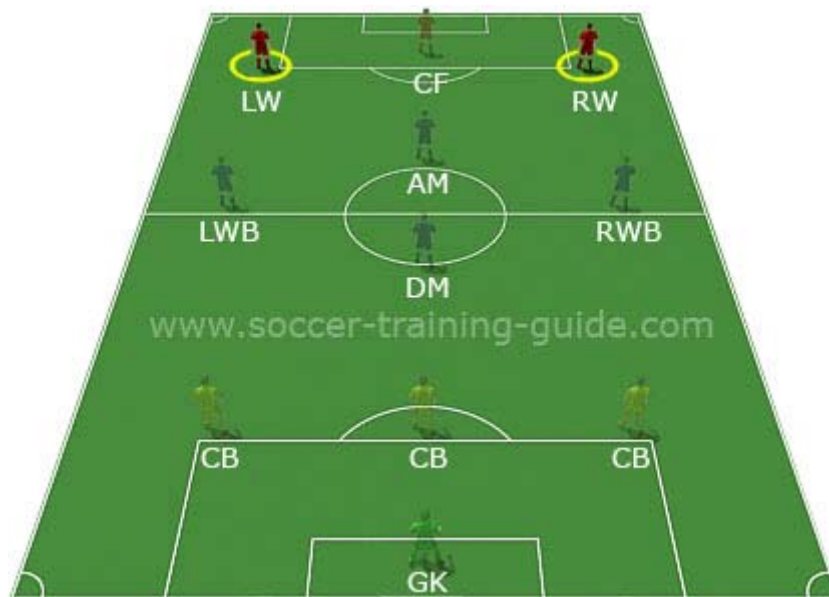 LW
CF
RW
AM
LWB
RWB
DM
www.soccer-training-guide.com
CB
CB
CB
GK